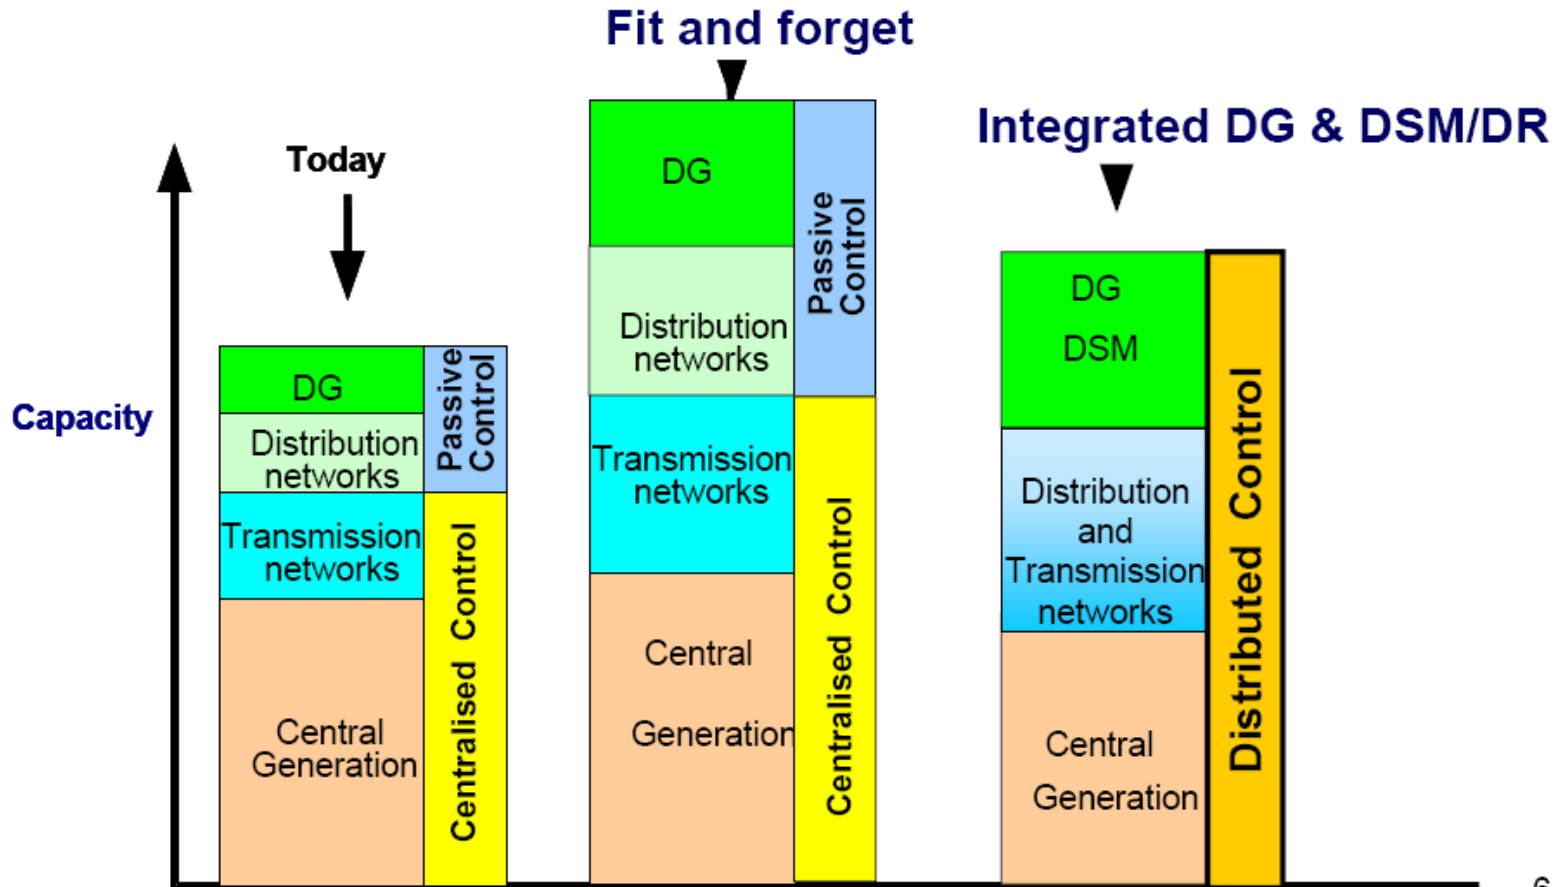 Fit and forget
Integrated DG & DSM/DR
Today
Capacity
DG
Distribution
networks
Transmission
networks
Central
Generation
Passive
Control
Centralised Control
DG
Distribution
networks
Transmission
networks
Central
Generation
Passive
Control
Centralised Control
DG
DSM
Distribution
and
Transmission
networks
Central
Generation
Distributed Control